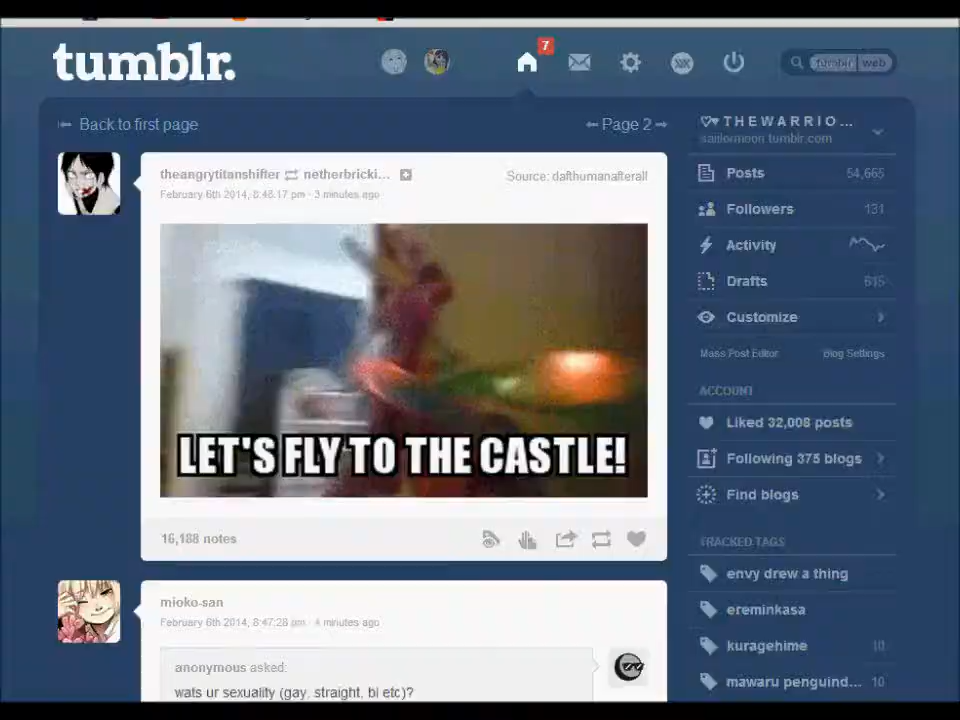 tumblr.
7
tumblr web
Back to first page
Page 2
theangrytitanshifter netherbricki...
Source: dafthumanafterall
February 6th 2014, 8:48:17 pm · 3 minutes ago
LET'S FLY TO THE CASTLE!
16,188 notes
mioko-san
February 6th 2014, 8:47:28 pm · 4 minutes ago
anonymous asked:
wats ur sexuality (gay, straight, bi etc)?
♡♥ T H E W A R R I O ...
saiilormoon.tumblr.com
Posts 54,665
Followers 131
Activity
Drafts 615
Customize
Mass Post Editor Blog Settings
ACCOUNT
Liked 32,008 posts
Following 375 blogs
Find blogs
TRACKED TAGS
envy drew a thing
ereminkasa
kuragehime 10
mawaru penguind... 10